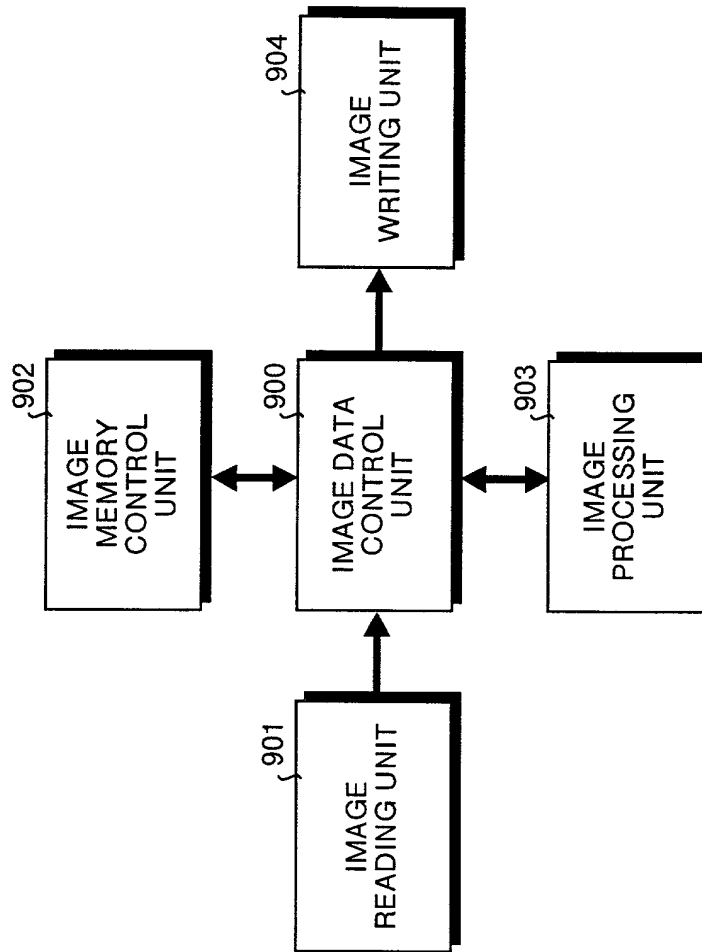 902
IMAGE
MEMORY
CONTROL
UNIT
901
IMAGE
READING UNIT
900
IMAGE DATA
CONTROL
UNIT
904
IMAGE
WRITING UNIT
903
IMAGE
PROCESSING
UNIT